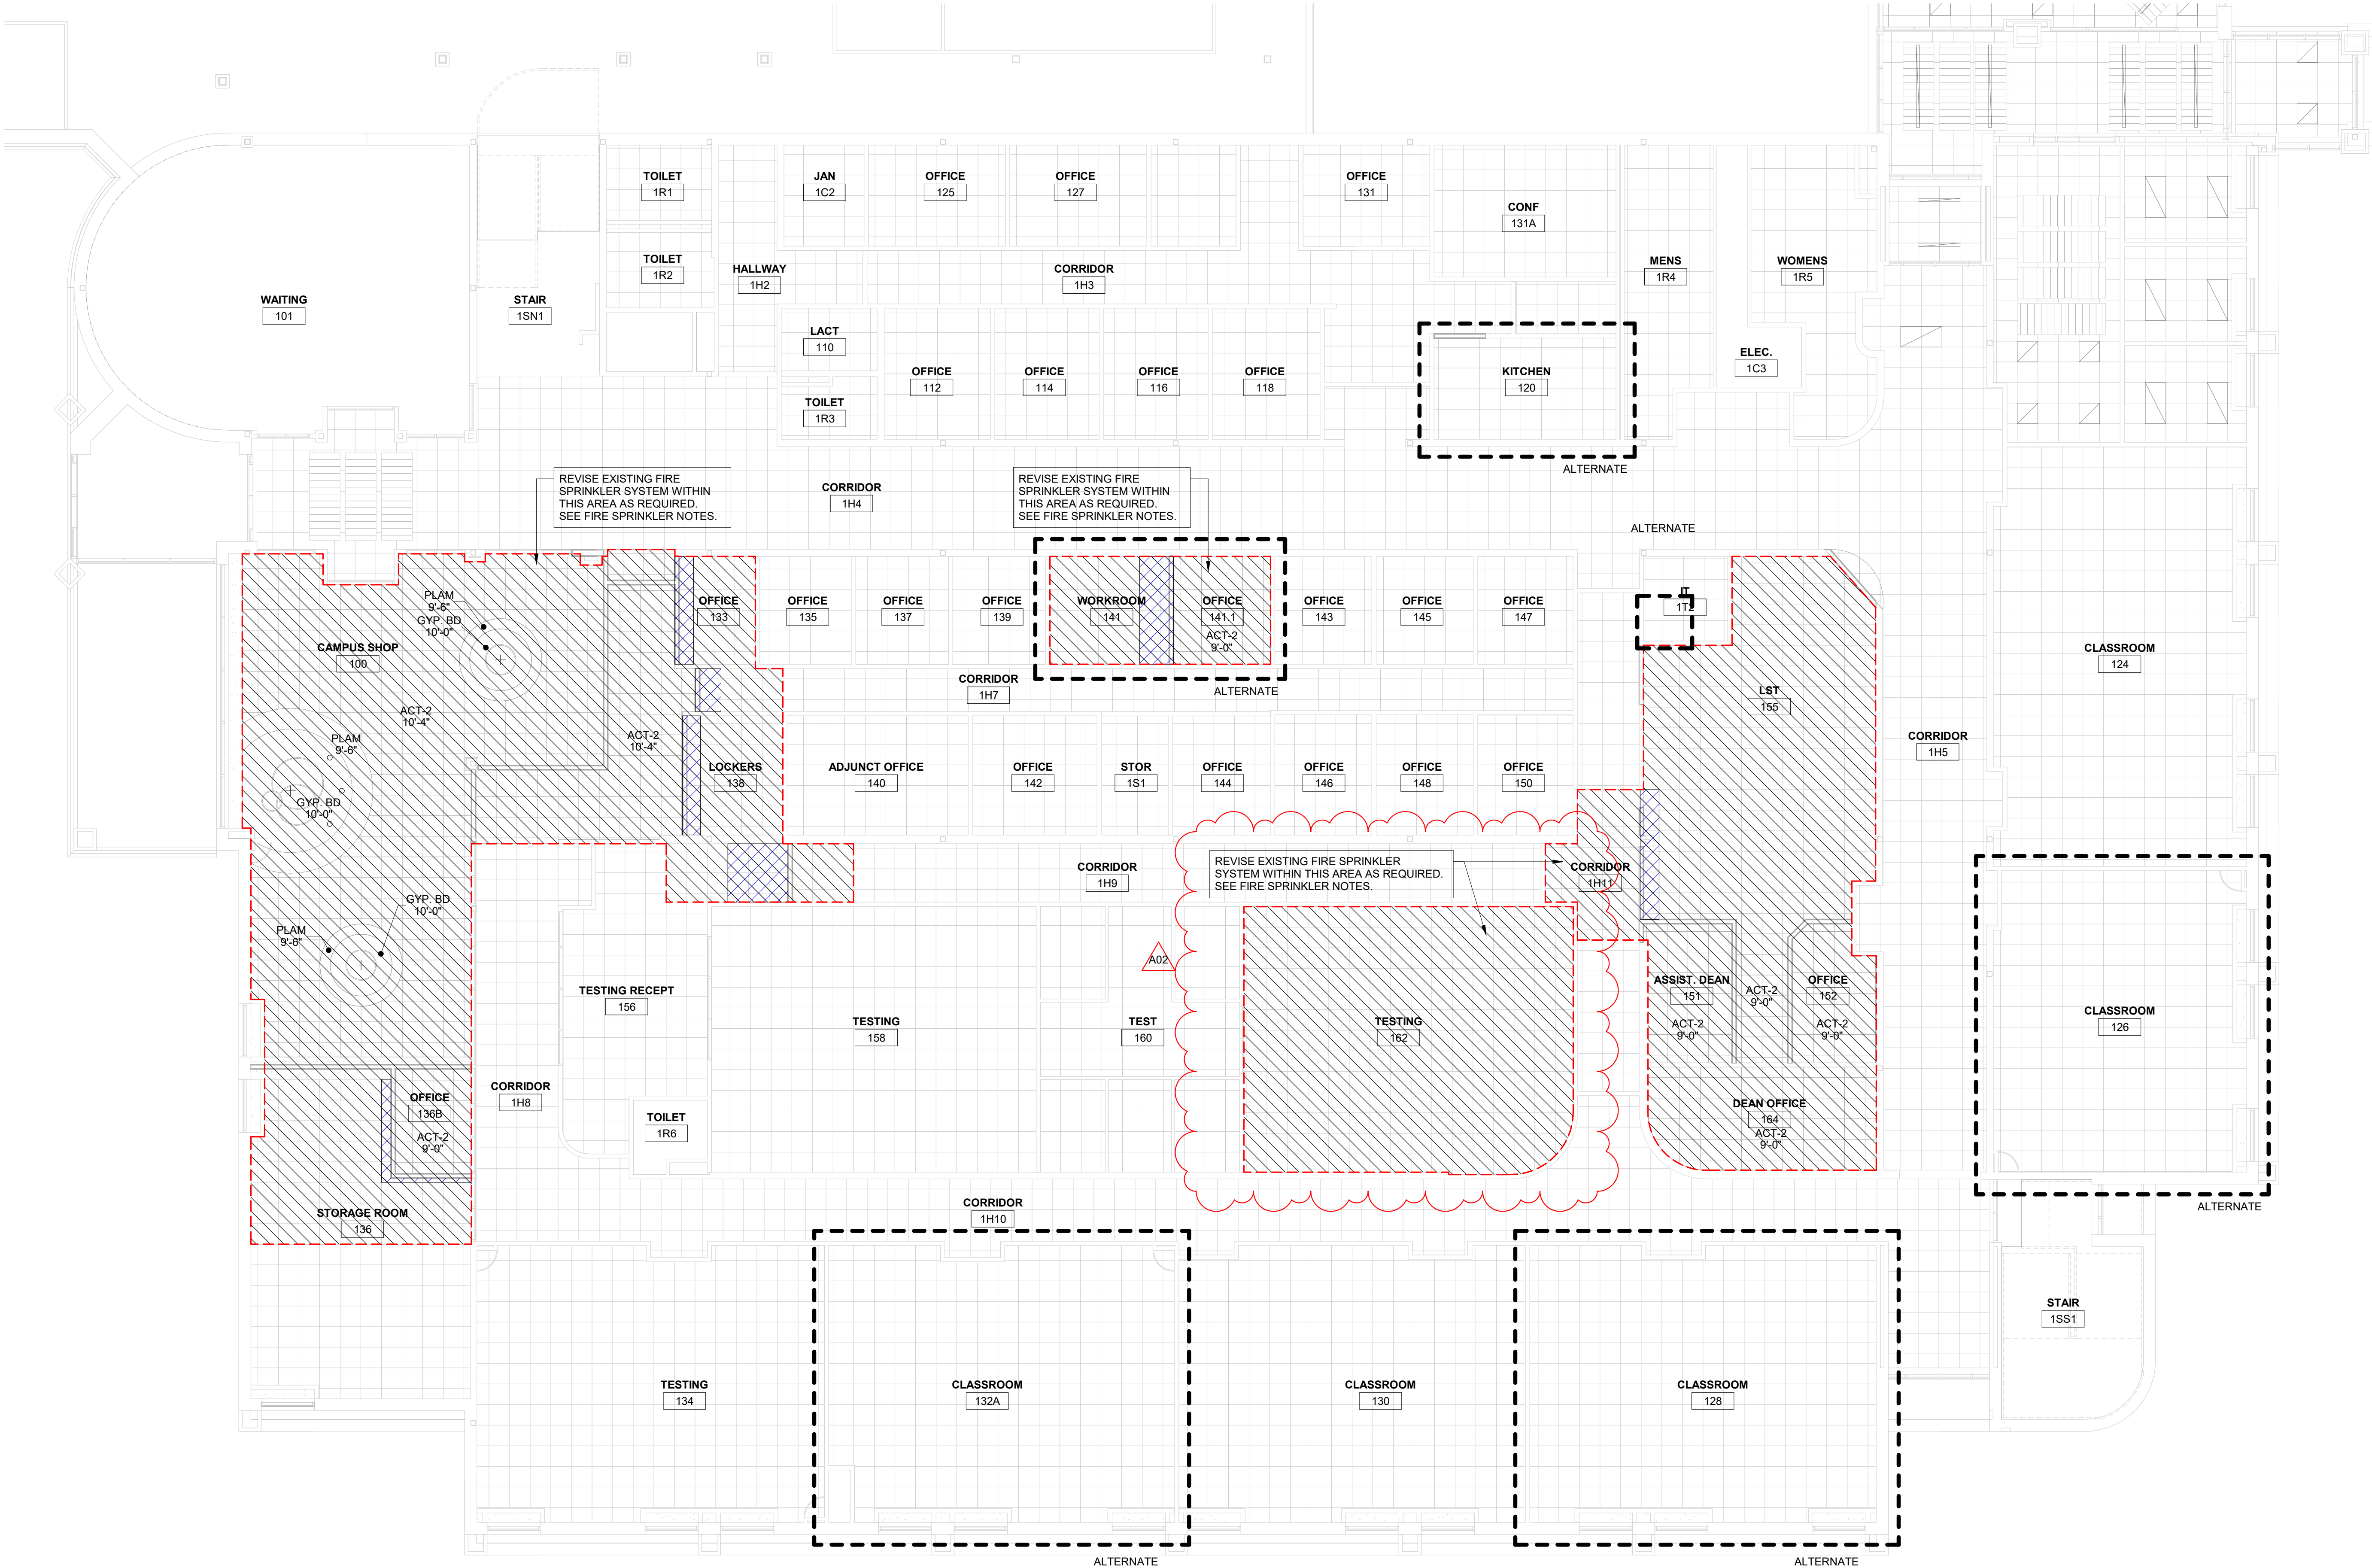 TOILET
1R1
JAN
1C2
OFFICE
125
OFFICE
127
OFFICE
131
CONF
131A
TOILET
1R2
HALLWAY
1H2
CORRIDOR
1H3
MENS
1R4
WOMENS
1R5
WAITING
101
STAIR
1SN1
LACT
110
ELEC.
1C3
OFFICE
112
OFFICE
114
OFFICE
116
OFFICE
118
KITCHEN
120
TOILET
1R3
ALTERNATE
REVISE EXISTING FIRE
SPRINKLER SYSTEM WITHIN
THIS AREA AS REQUIRED.
SEE FIRE SPRINKLER NOTES.
CORRIDOR
1H4
REVISE EXISTING FIRE
SPRINKLER SYSTEM WITHIN
THIS AREA AS REQUIRED.
SEE FIRE SPRINKLER NOTES.
ALTERNATE
PLAM
9'-6"
GYP. BD
10'-0"
OFFICE
133
OFFICE
135
OFFICE
137
OFFICE
139
WORKROOM
141
OFFICE
141.1
ACT-2
9'-0"
OFFICE
143
OFFICE
145
OFFICE
147
IT
CAMPUS SHOP
100
CLASSROOM
124
CORRIDOR
1H7
ALTERNATE
LST
155
ACT-2
10'-4"
ACT-2
10'-4"
PLAM
9'-6"
CORRIDOR
1H5
LOCKERS
138
ADJUNCT OFFICE
140
OFFICE
142
STOR
1S1
OFFICE
144
OFFICE
146
OFFICE
148
OFFICE
150
GYP. BD
10'-0"
CORRIDOR
1H9
REVISE EXISTING FIRE SPRINKLER
SYSTEM WITHIN THIS AREA AS REQUIRED.
SEE FIRE SPRINKLER NOTES.
CORRIDOR
1H11
GYP. BD
10'-0"
PLAM
9'-6"
A02
TESTING RECEPT
156
ASSIST. DEAN
151
ACT-2
9'-0"
ACT-2
9'-0"
OFFICE
152
ACT-2
9'-0"
TESTING
158
TEST
160
TESTING
162
CLASSROOM
126
CORRIDOR
1H8
OFFICE
136B
ACT-2
9'-0"
TOILET
1R6
DEAN OFFICE
164
ACT-2
9'-0"
STORAGE ROOM
136
CORRIDOR
1H10
ALTERNATE
STAIR
1SS1
TESTING
134
CLASSROOM
132A
CLASSROOM
130
CLASSROOM
128
ALTERNATE
ALTERNATE